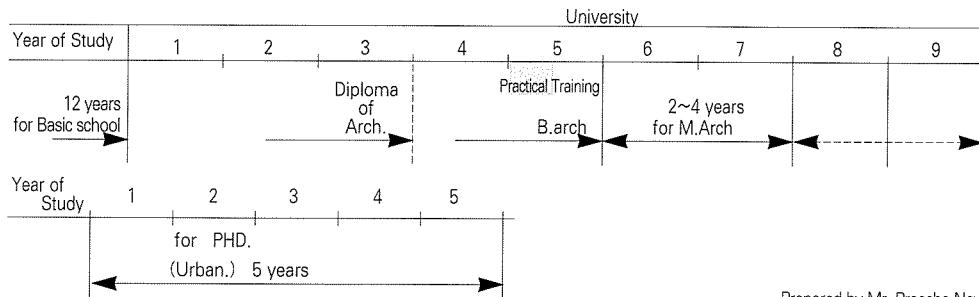 University
Year of Study 1 2 3 4 5 6 7 8 9
Practical Training
12 years
for Basic school
Diploma
of
Arch.
B.arch
2~4 years
for M.Arch
Year of
Study 1 2 3 4 5
for PHD.
(Urban.) 5 years
Prepared by Mr.